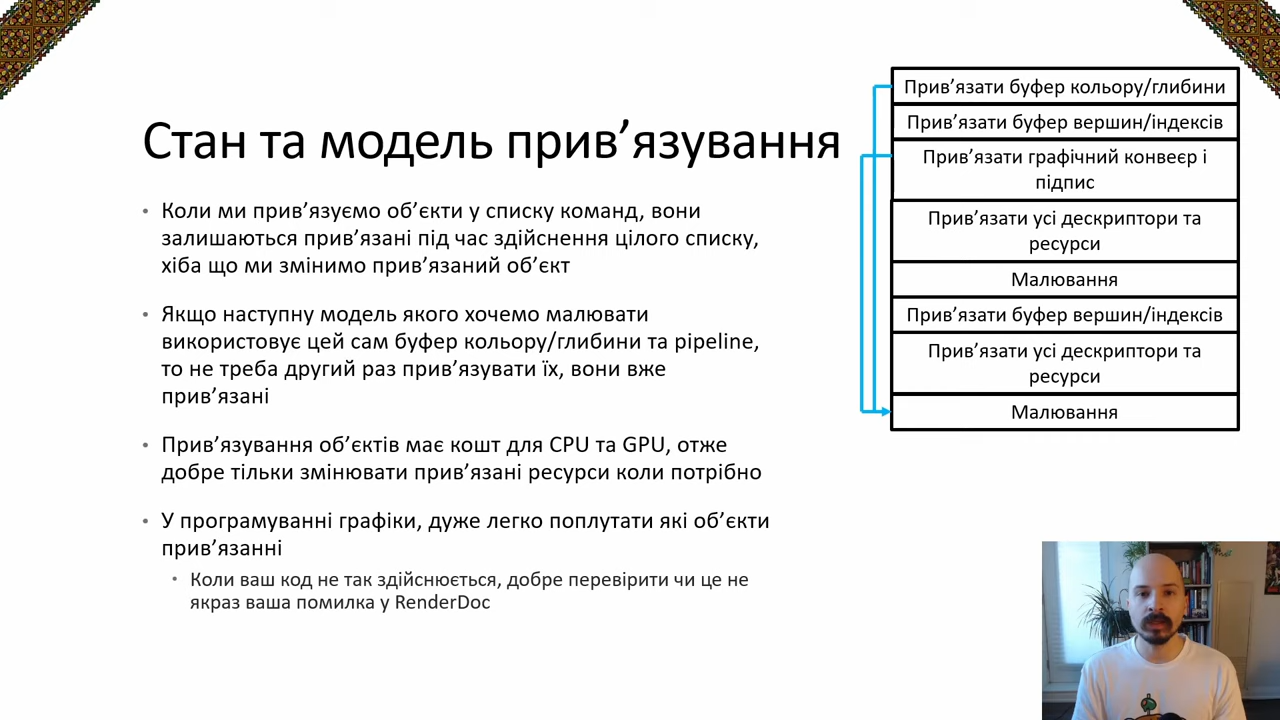 Стан та модель прив’язування
• Коли ми прив’язуємо об’єкти у списку команд, вони
залишаються прив’язані під час здійснення цілого списку,
хіба що ми змінимо прив’язаний об’єкт
• Якщо наступну модель якого хочемо малювати
використовує цей сам буфер кольору/глибини та pipeline,
то не треба другий раз прив’язувати їх, вони вже
прив’язані
• Прив’язування об’єктів має кошт для CPU та GPU, отже
добре тільки змінювати прив’язані ресурси коли потрібно
• У програмуванні графіки, дуже легко поплутати які об’єкти
прив’язанні
• Коли ваш код не так здійснюється, добре перевірити чи це не
якраз ваша помилка у RenderDoc
Прив’язати буфер кольору/глибини
Прив’язати буфер вершин/індексів
Прив’язати графічний конвеєр і
підпис
Прив’язати усі дескриптори та
ресурси
Малювання
Прив’язати буфер вершин/індексів
Прив’язати усі дескриптори та
ресурси
Малювання